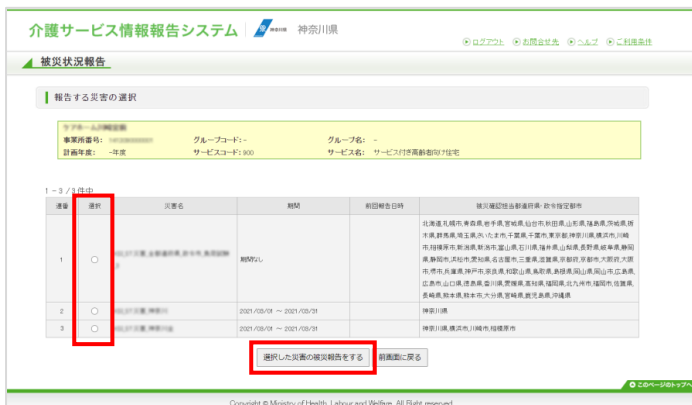 介護サービス情報報告システム 神奈川県
ログアウト お問合せ先 ヘルプ ご利用条件
被災状況報告
報告する災害の選択
事業所番号: グループコード:- グループ名: -
計画年度: -年度 サービスコード:900 サービス名: サービス付き高齢者向け住宅
1 - 3 / 3 件中
連番 選択 災害名 期間 前回報告日時 被災確認担当都道府県・政令指定都市
北海道,札幌市,青森県,岩手県,宮城県,仙台市,秋田県,山形県,福島県,茨城県,栃
木県,群馬県,埼玉県,さいたま市,千葉県,千葉市,東京都,神奈川県,横浜市,川崎
市,相模原市,新潟県,新潟市,富山県,石川県,福井県,山梨県,長野県,岐阜県,静岡
1 期間なし 県,静岡市,浜松市,愛知県,名古屋市,三重県,滋賀県,京都府,京都市,大阪府,大阪
市,堺市,兵庫県,神戸市,奈良県,和歌山県,鳥取県,島根県,岡山県,岡山市,広島県,
広島市,山口県,徳島県,香川県,愛媛県,高知県,福岡県,北九州市,福岡市,佐賀県,
長崎県,熊本県,熊本市,大分県,宮崎県,鹿児島県,沖縄県
2 2021/03/01 ～ 2021/03/31 神奈川県
3 2021/03/01 ～ 2021/03/31 神奈川県,横浜市,川崎市,相模原市
選択した災害の被災報告をする 前画面に戻る
このページのトップへ
Copyright © Ministry of Health, Labour and Welfare, All Right reserved.